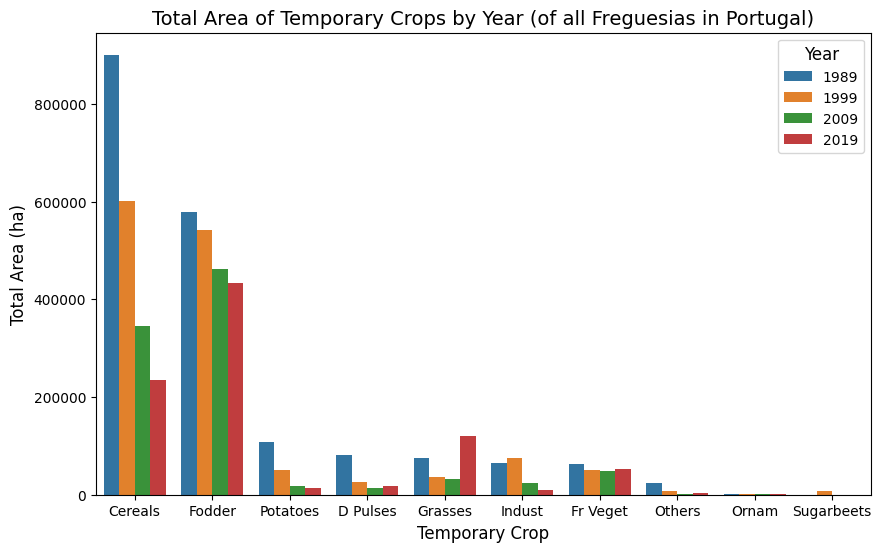 Total Area of Temporary Crops by Year (of all Freguesias in Portugal)
Year
1989
1999
2009
2019
Total Area (ha)
800000
600000
400000
200000
0
Cereals Fodder Potatoes D Pulses Grasses Indust Fr Veget Others Ornam Sugarbeets
Temporary Crop